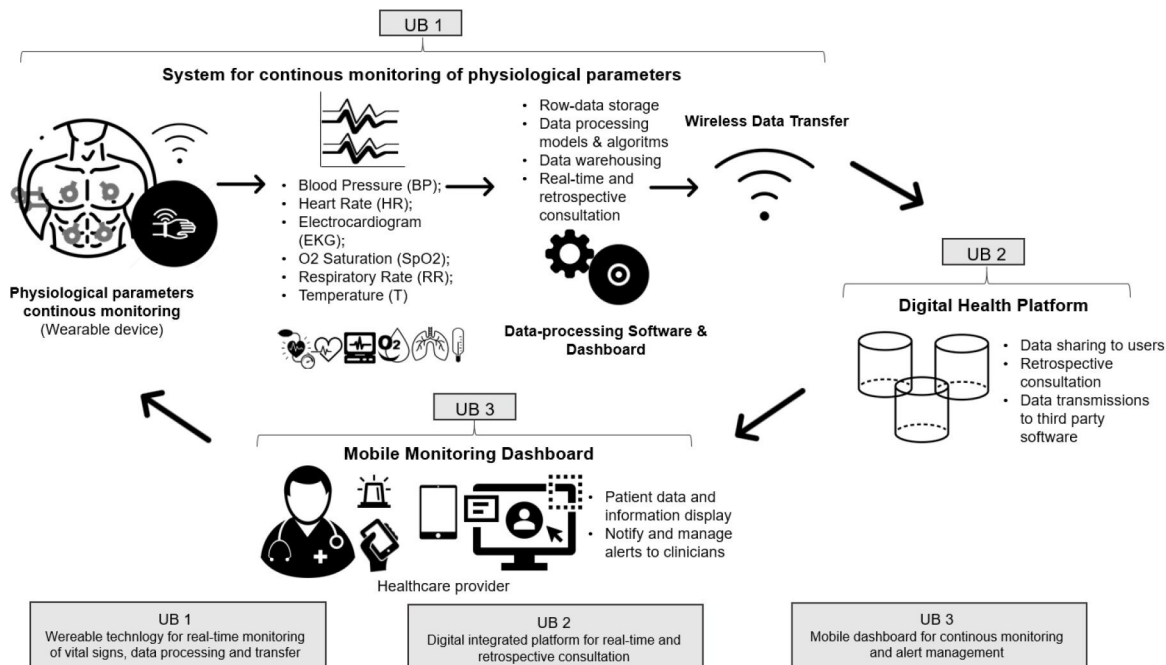 UB 1
System for continous monitoring of physiological parameters
Physiological parameters
continous monitoring
(Wearable device)
• Blood Pressure (BP);
• Heart Rate (HR);
• Electrocardiogram
(EKG);
• O2 Saturation (SpO2);
• Respiratory Rate (RR);
• Temperature (T)
O2
• Row-data storage
• Data processing
models & algoritms
• Data warehousing
• Real-time and
retrospective
consultation
Data-processing Software &
Dashboard
Wireless Data Transfer
UB 2
Digital Health Platform
• Data sharing to users
• Retrospective
consultation
• Data transmissions
to third party
software
UB 3
Mobile Monitoring Dashboard
• Patient data and
information display
• Notify and manage
alerts to clinicians
Healthcare provider
UB 1
Wereable technlogy for real-time monitoring
of vital signs, data processing and transfer
UB 2
Digital integrated platform for real-time and
retrospective consultation
UB 3
Mobile dashboard for continous monitoring
and alert management